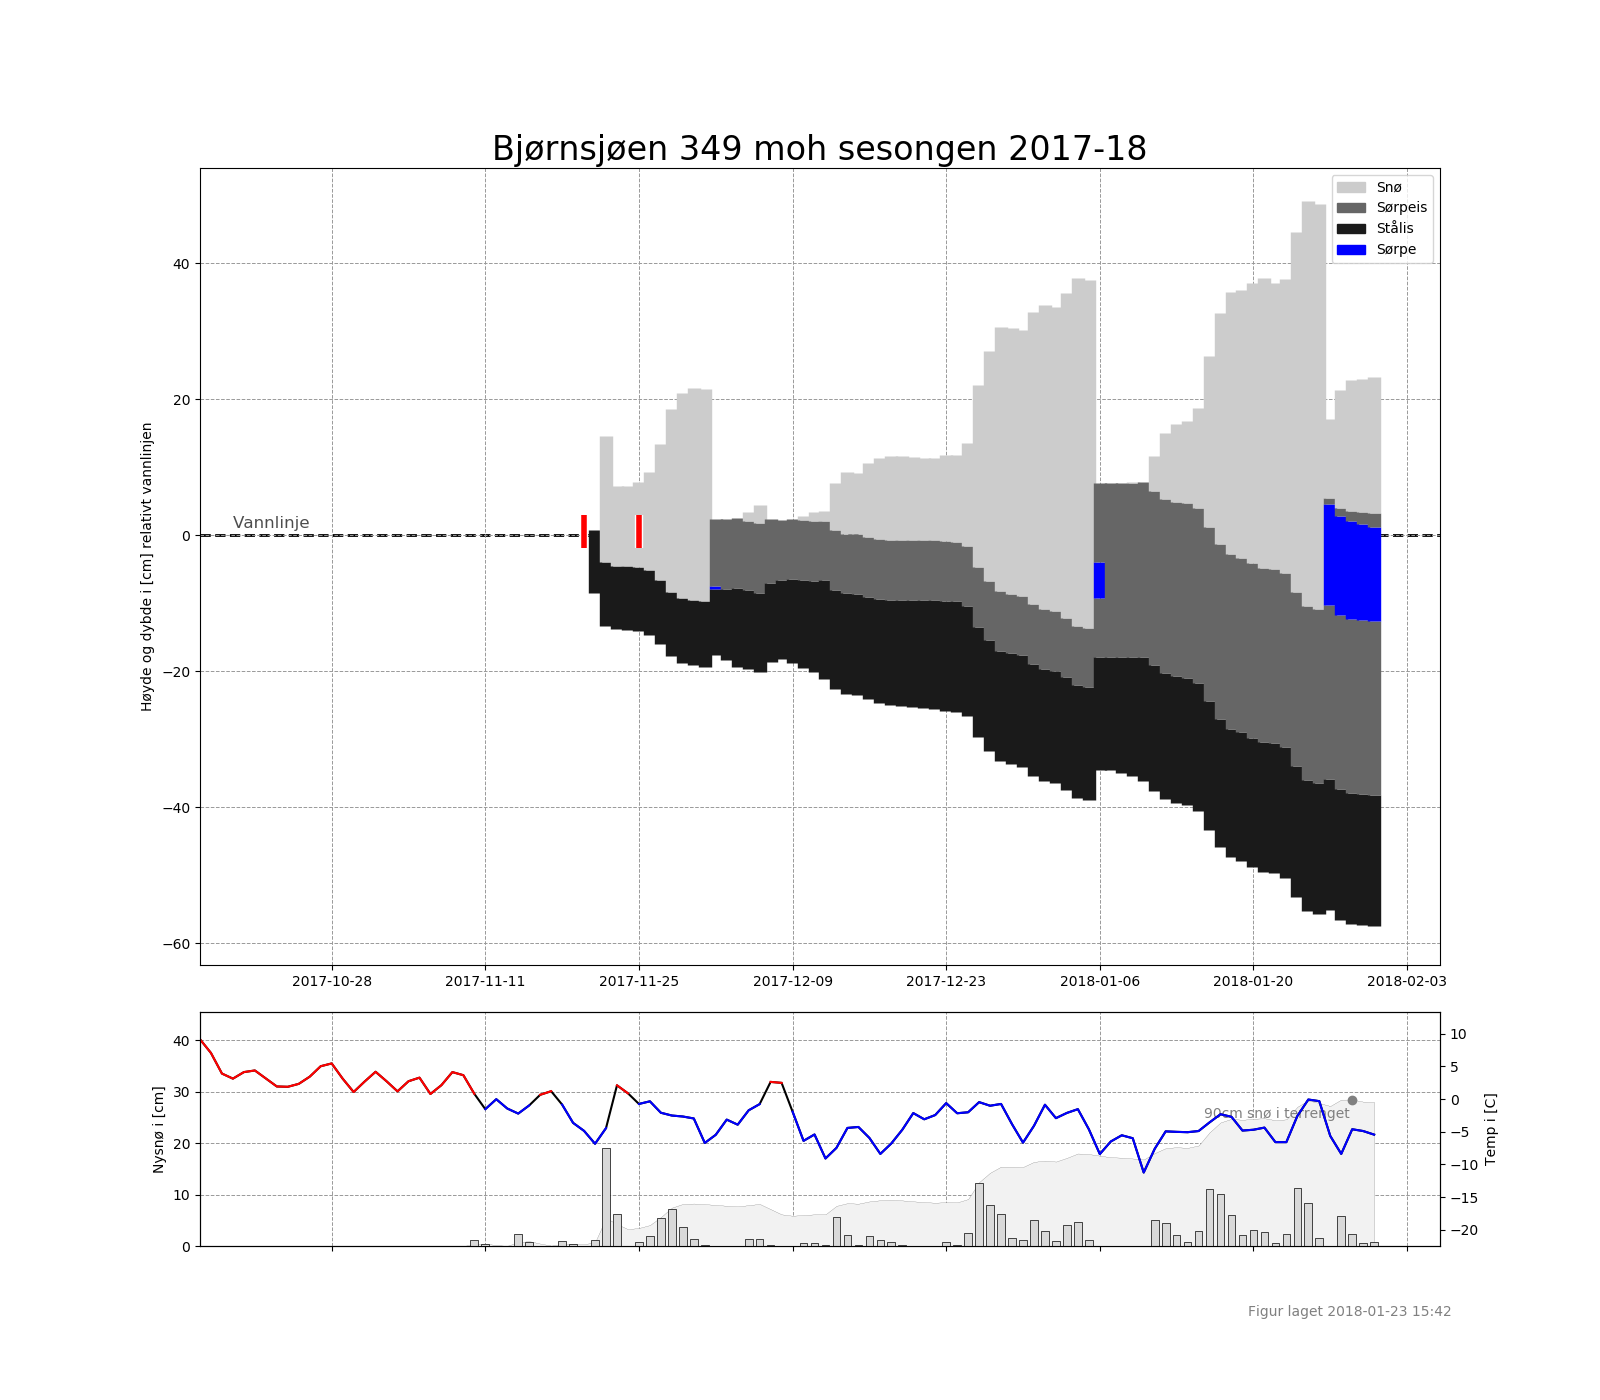 Bjørnsjøen 349 moh sesongen 2017-18
Snø
Sørpeis
Stålis
Sørpe
Høyde og dybde i [cm] relativt vannlinjen
40
20
0
−20
−40
−60
Vannlinje
2017-10-28 2017-11-11 2017-11-25 2017-12-09 2017-12-23 2018-01-06 2018-01-20 2018-02-03
Nysnø i [cm]
40
30
20
10
0
90cm snø i terrenget
10
5
0
−5
−10
−15
−20
Temp i [C]
Figur laget 2018-01-23 15:42